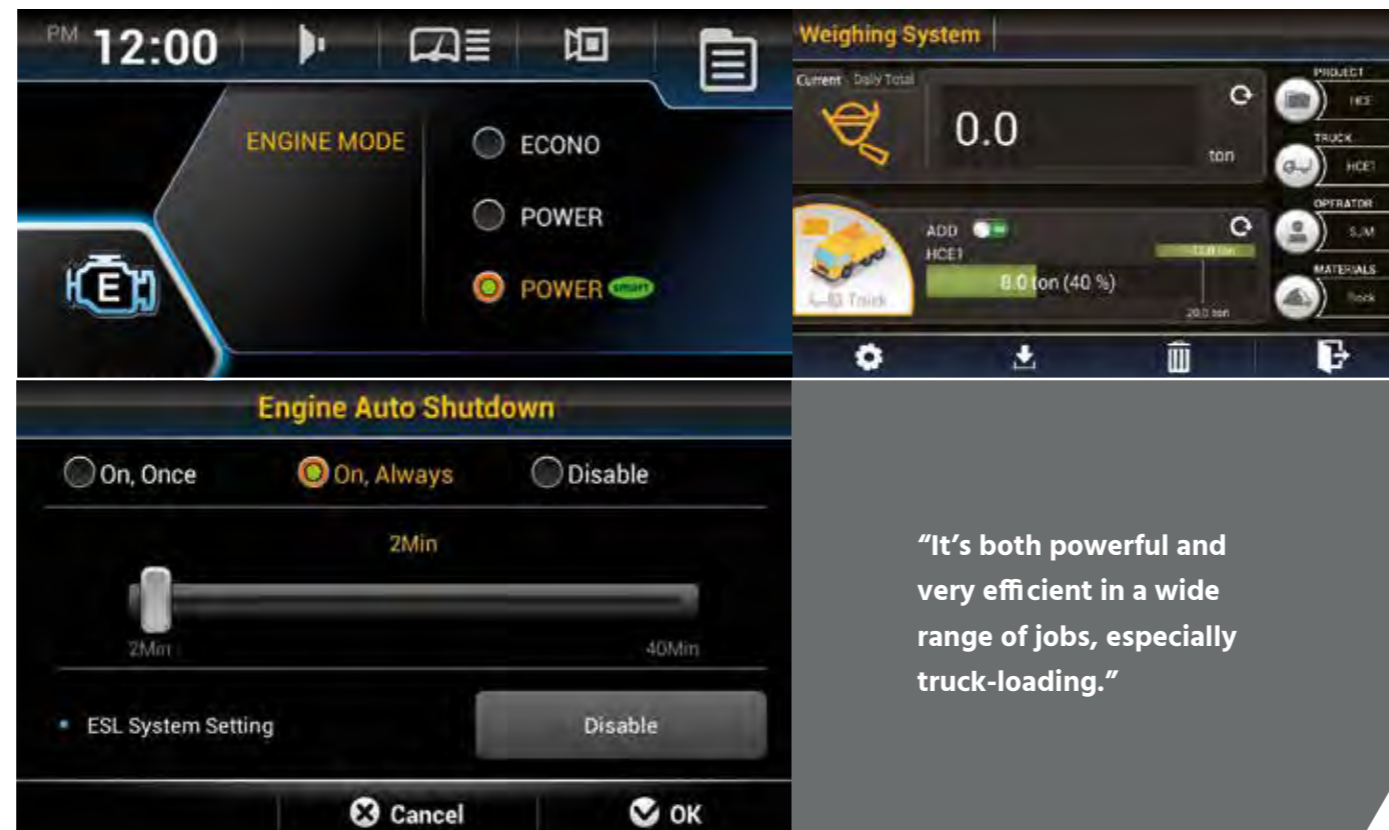 PM 12:00
ENGINE MODE
ECONO
POWER
POWER smart
E
Weighing System
Current Daily Total
0.0
ton
ADD
HCE1
8.0 ton (40 %)
20.0 ton
Truck
PROJECT
HCE
TRUCK
HCE1
OPERATOR
SJM
MATERIALS
Rock
Engine Auto Shutdown
On, Once On, Always Disable
2Min
2Min 40Min
ESL System Setting Disable
Cancel OK
“It’s both powerful and
very efficient in a wide
range of jobs, especially
truck-loading.”